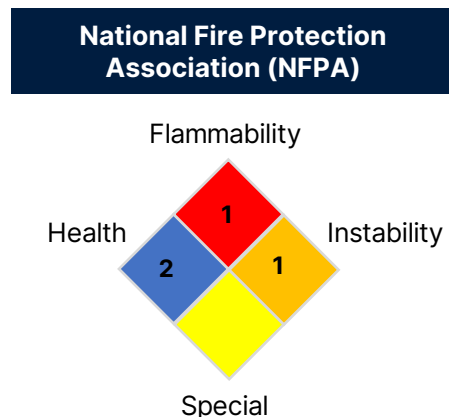 National Fire Protection
Association (NFPA)
Flammability
1
Health
Instability
2
1
Special